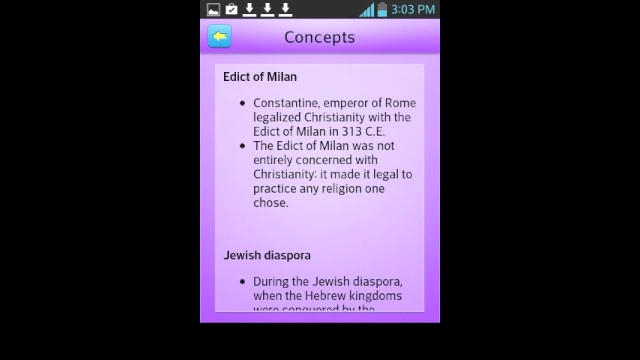 3:03 PM
Concepts
Edict of Milan
• Constantine, emperor of Rome
legalized Christianity with the
Edict of Milan in 313 C.E.
• The Edict of Milan was not
entirely concerned with
Christianity: it made it legal to
practice any religion one
chose.
Jewish diaspora
• During the Jewish diaspora,
when the Hebrew kingdoms
were conquered by the